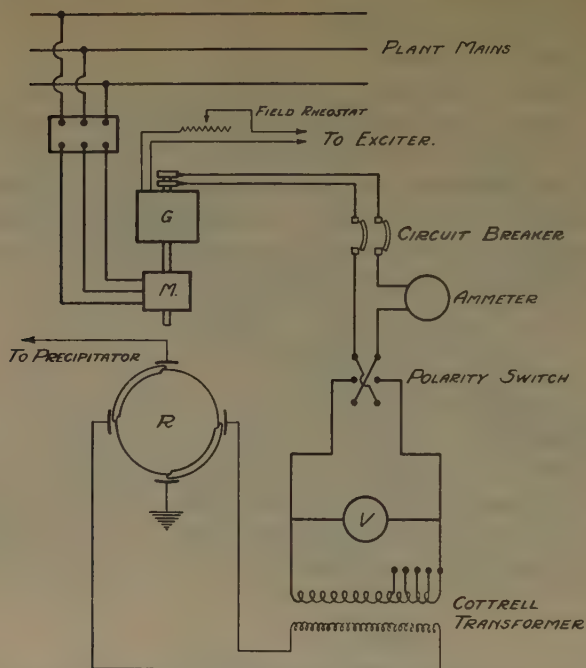 PLANT MAINS
FIELD RHEOSTAT
TO EXCITER.
G
CIRCUIT BREAKER
M.
AMMETER
TO PRECIPITATOR
POLARITY SWITCH
R
V
COTTRELL
TRANSFORMER